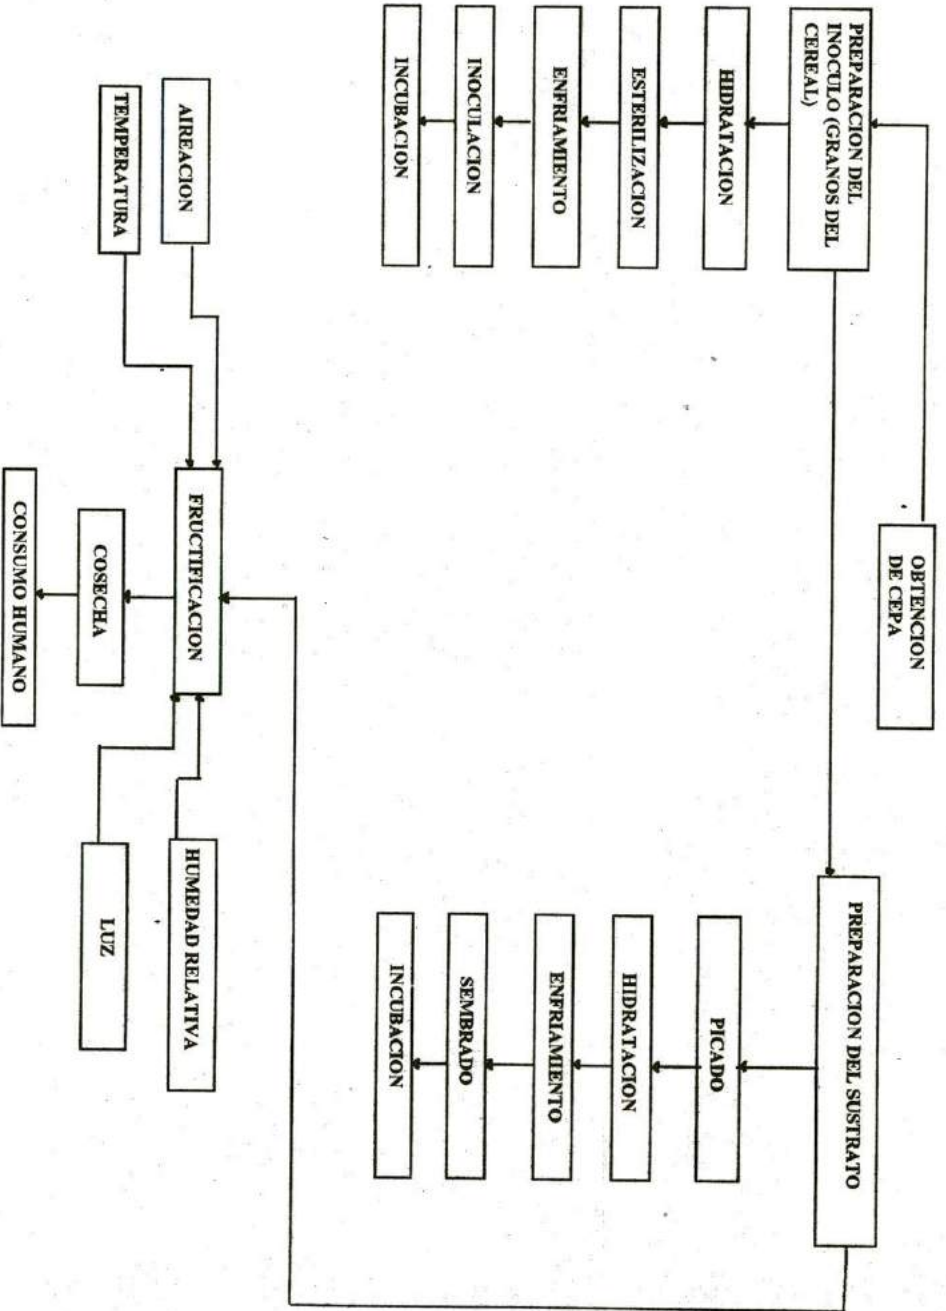 OBTENCION
DE CEPA
PREPARACION DEL
INOCULO (GRANOS DEL
CEREAL)
HIDRATACION
ESTERILIZACION
ENFRIAMIENTO
INOCULACION
INCUBACION
PREPARACION DEL SUSTRATO
PICADO
HIDRATACION
ENFRIAMIENTO
SEMBRADO
INCUBACION
AIREACION
TEMPERATURA
FRUCTIFICACION
HUMEDAD RELATIVA
LUZ
COSECHA
CONSUMO HUMANO